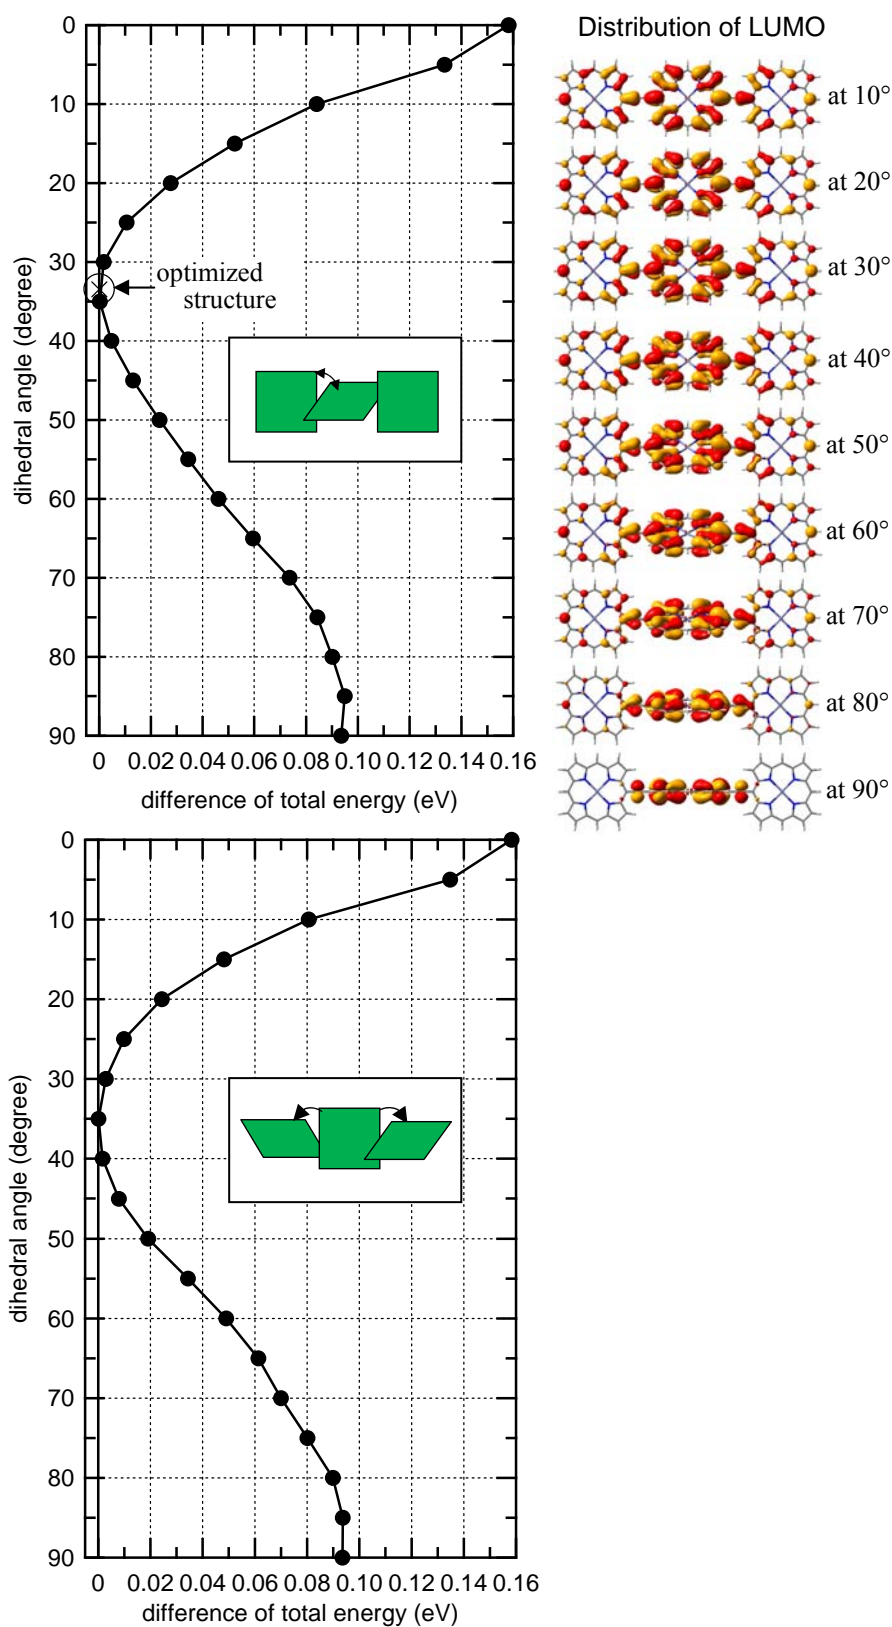 0
10
20
30
40
50
60
70
80
90
dihedral angle (degree)
optimized
structure
0 0.02 0.04 0.06 0.08 0.10 0.12 0.14 0.16
difference of total energy (eV)
Distribution of LUMO
at 10°
at 20°
at 30°
at 40°
at 50°
at 60°
at 70°
at 80°
at 90°
0
10
20
30
40
50
60
70
80
90
dihedral angle (degree)
0 0.02 0.04 0.06 0.08 0.10 0.12 0.14 0.16
difference of total energy (eV)